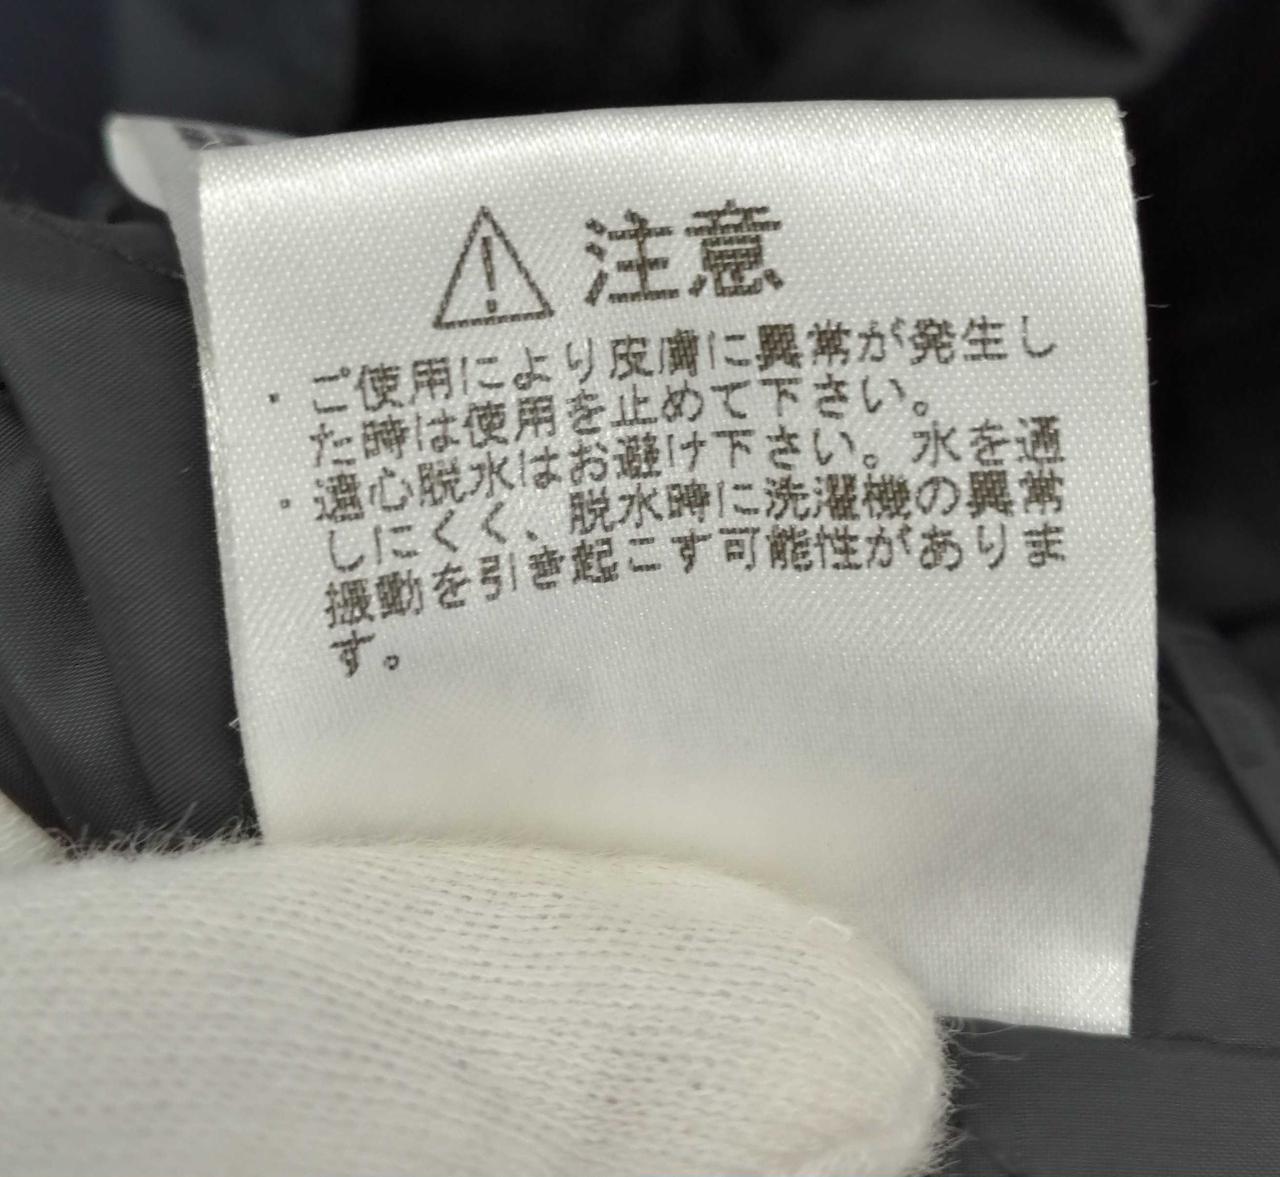 注意
・ご使用により皮膚に異常が発生し
た時は使用を止めて下さい。
・遠心脱水はお避け下さい。水を通
しにくく、脱水時に洗濯機の異常
振動を引き起こす可能性がありま
す。